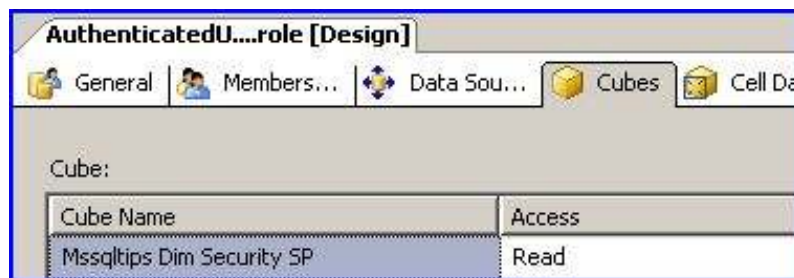 AuthenticatedU....role [Design]
General Members... Data Sou... Cubes Cell Da
Cube:
Cube Name Access
Mssqltips Dim Security SP Read